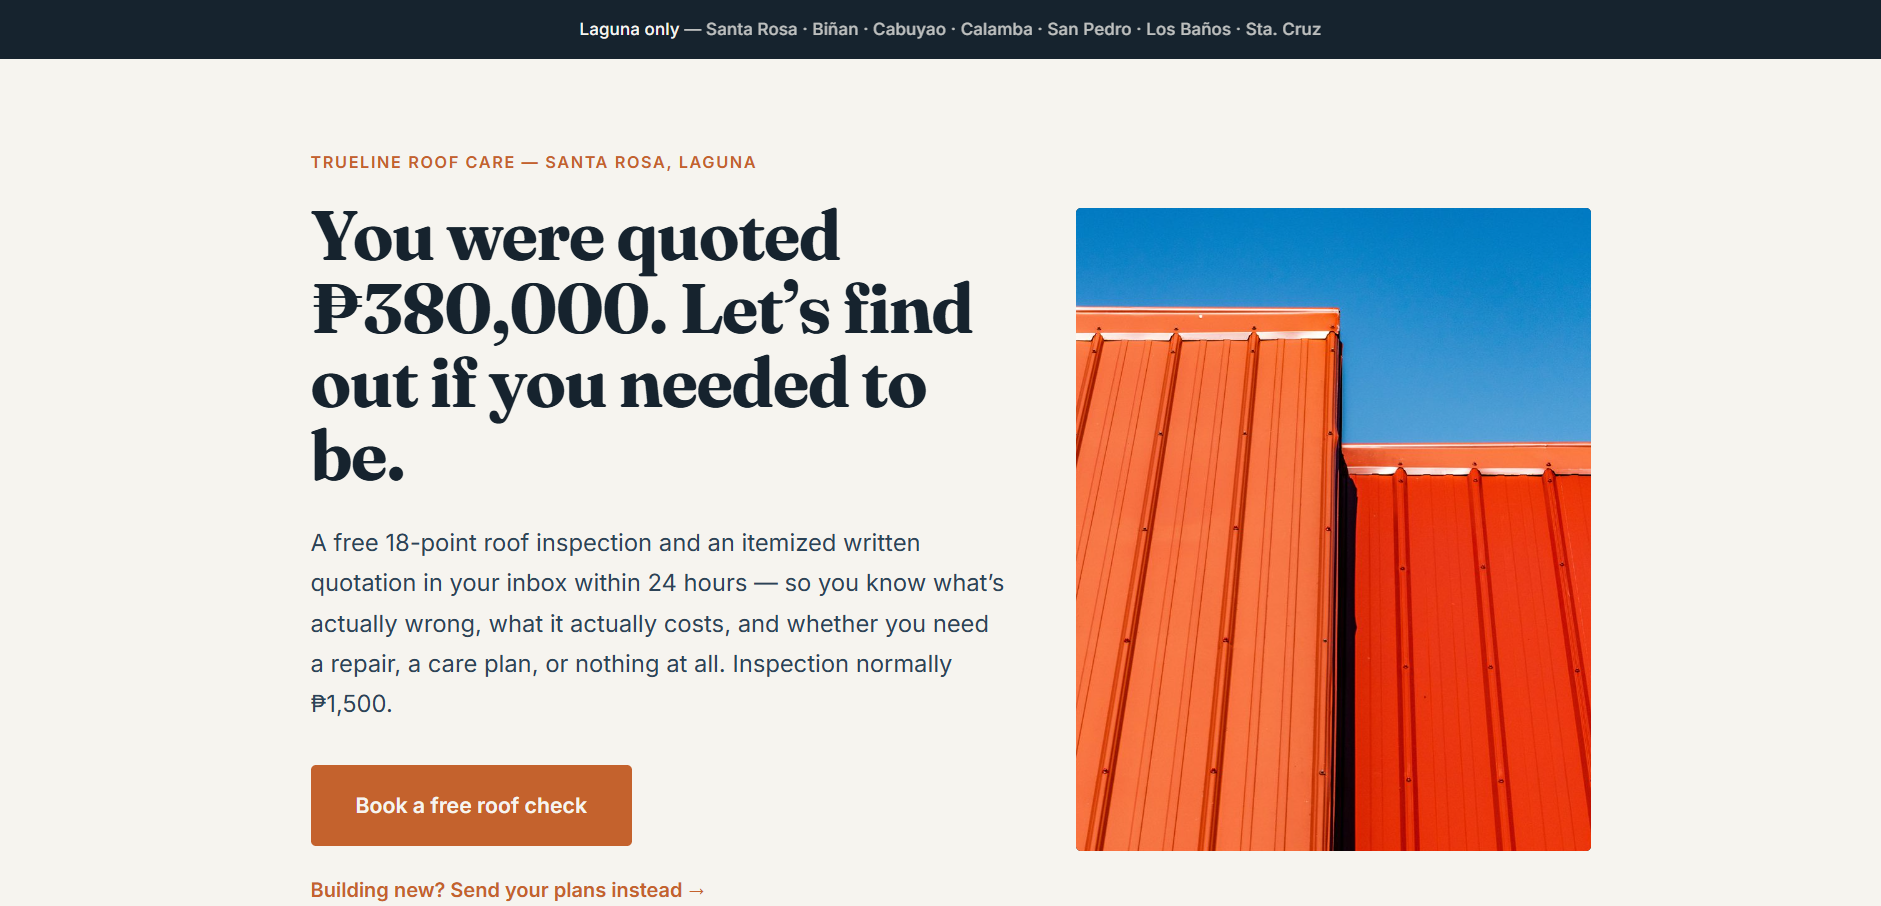 Laguna only — Santa Rosa · Biñan · Cabuyao · Calamba · San Pedro · Los Baños · Sta. Cruz
TRUELINE ROOF CARE — SANTA ROSA, LAGUNA
You were quoted
₱380,000. Let’s find
out if you needed to
be.
A free 18-point roof inspection and an itemized written
quotation in your inbox within 24 hours — so you know what’s
actually wrong, what it actually costs, and whether you need
a repair, a care plan, or nothing at all. Inspection normally
₱1,500.
Book a free roof check
Building new? Send your plans instead →